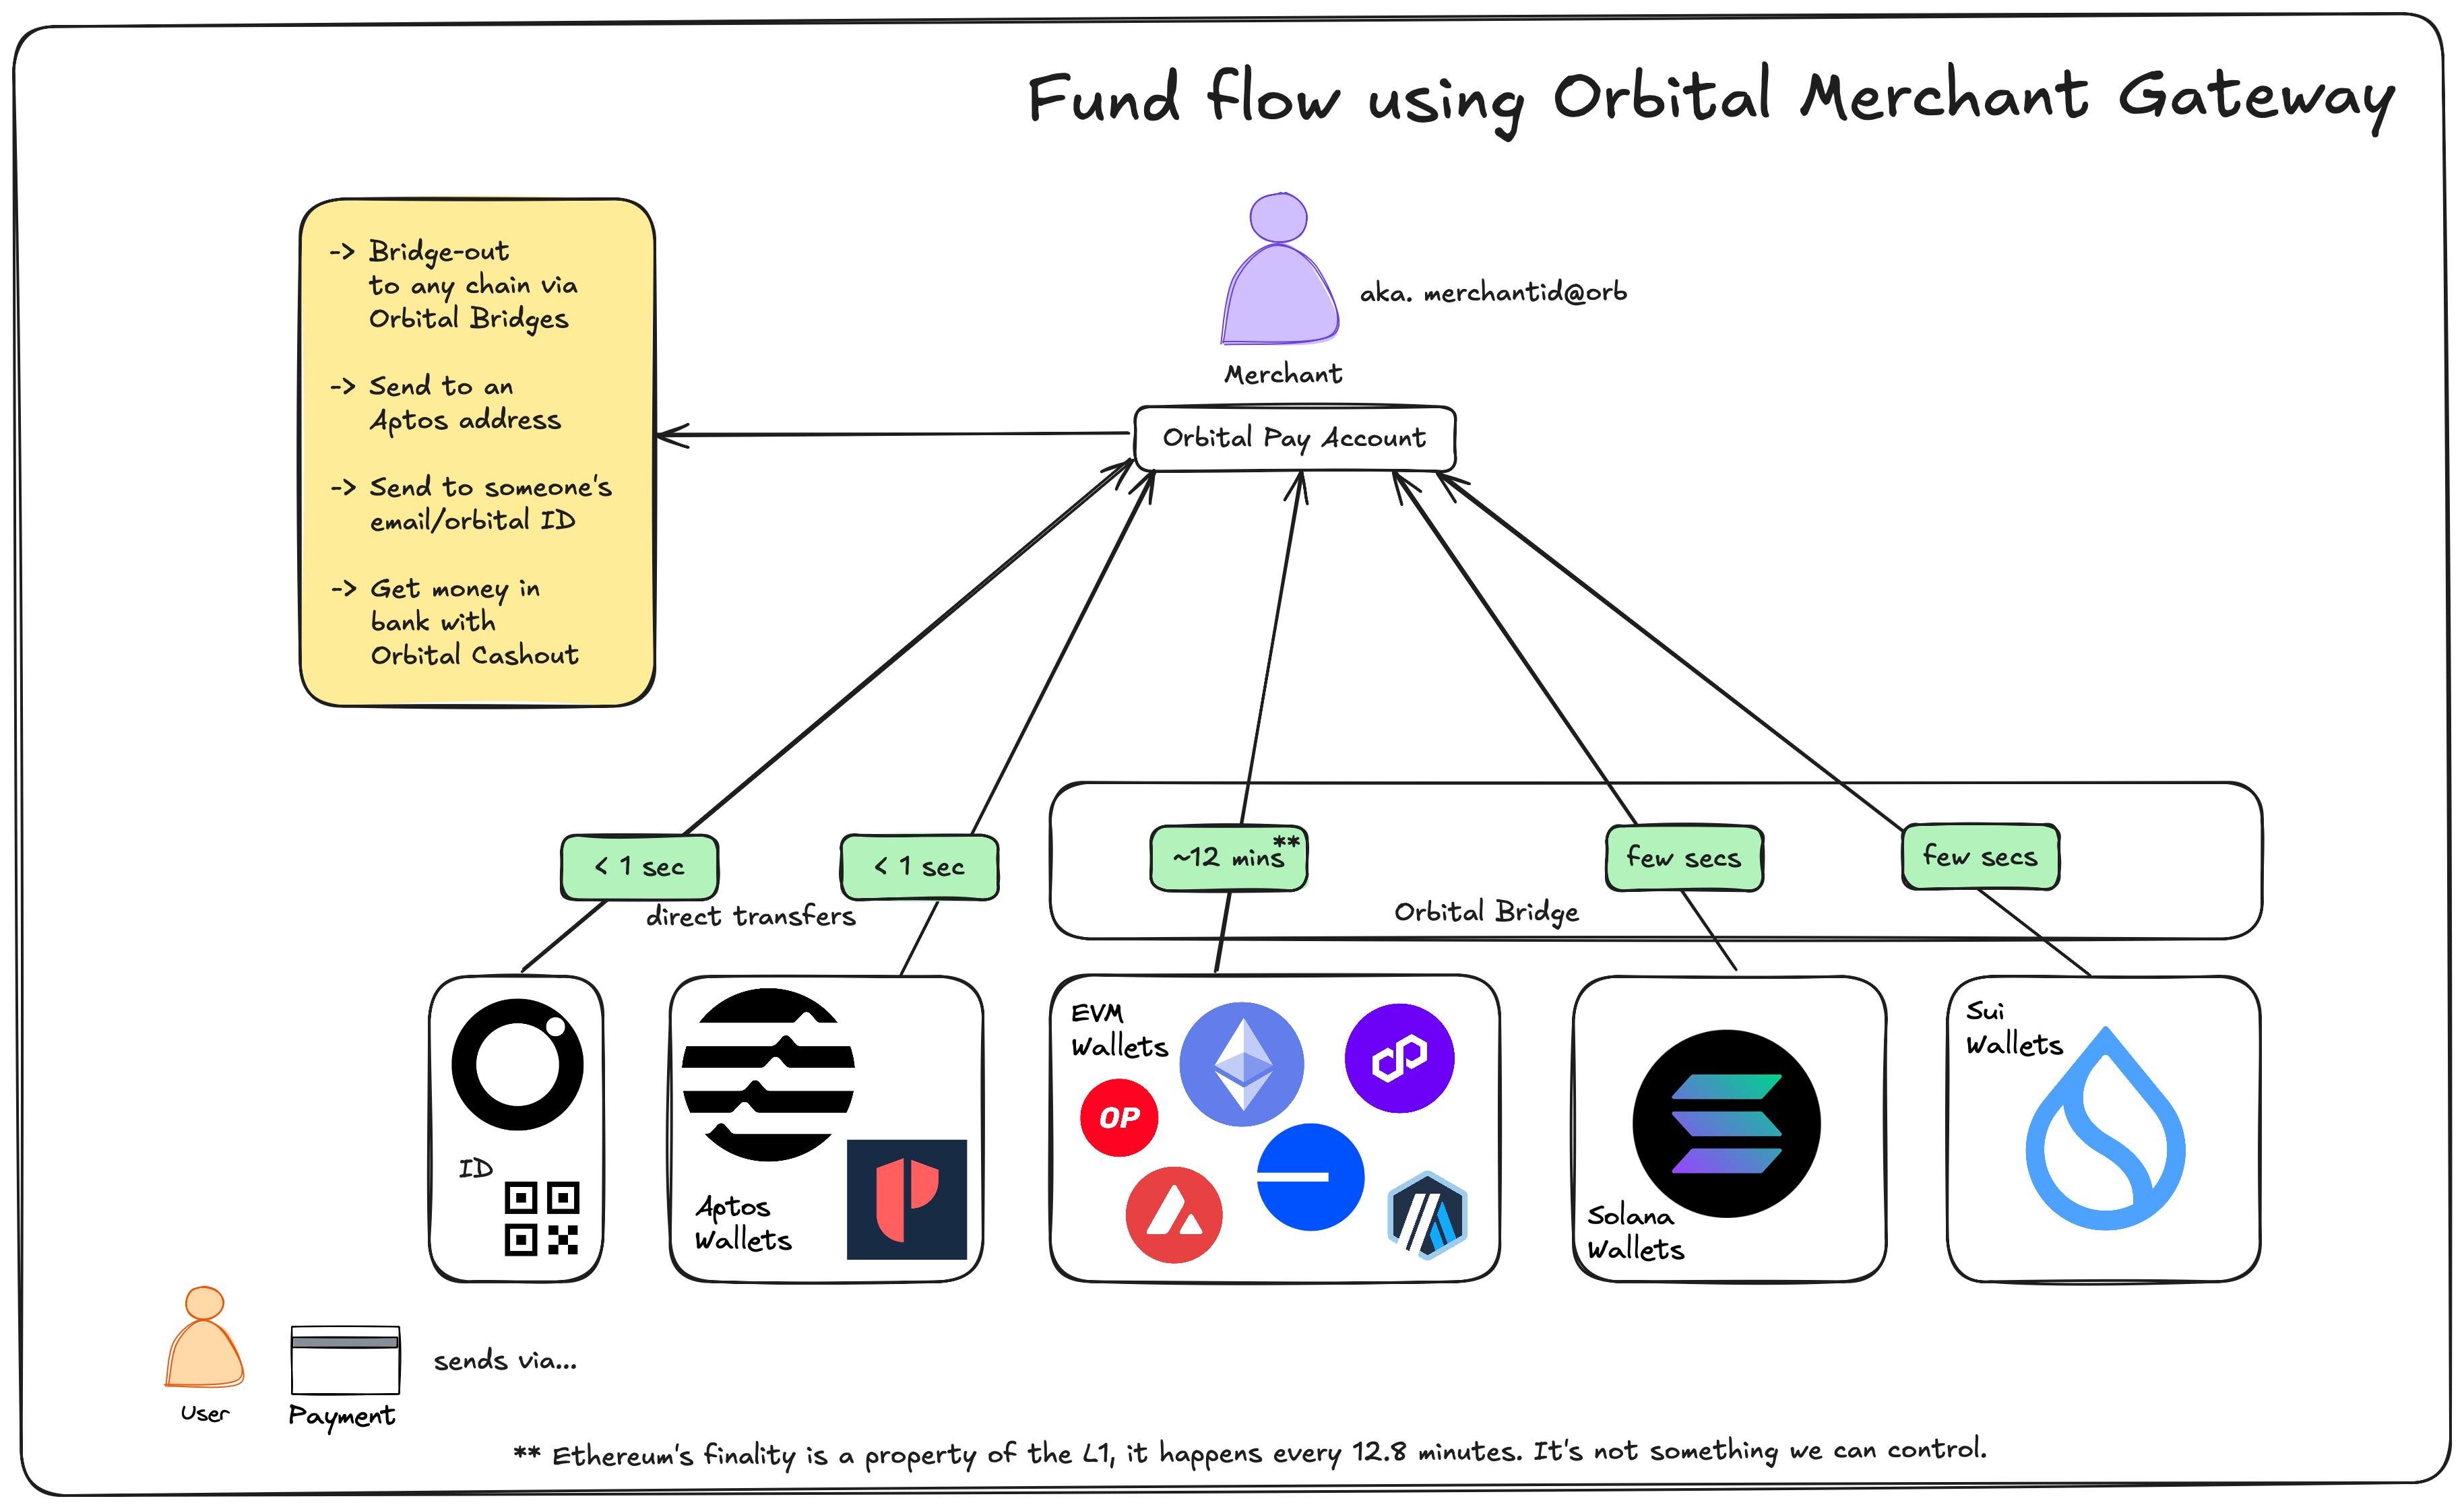 Fund flow using Orbital Merchant Gateway
-> Bridge-out
to any chain via
Orbital Bridges
-> Send to an
Aptos address
-> Send to someone's
email/orbital ID
-> Get money in
bank with
Orbital Cashout
aka. merchantid@orb
Merchant
Orbital Pay Account
< 1 sec
< 1 sec
direct transfers
~12 mins**
few secs
few secs
Orbital Bridge
ID
Aptos
Wallets
EVM
Wallets
OP
Solana
Wallets
Sui
Wallets
User
Payment
sends via...
** Ethereum's finality is a property of the L1, it happens every 12.8 minutes. It's not something we can control.